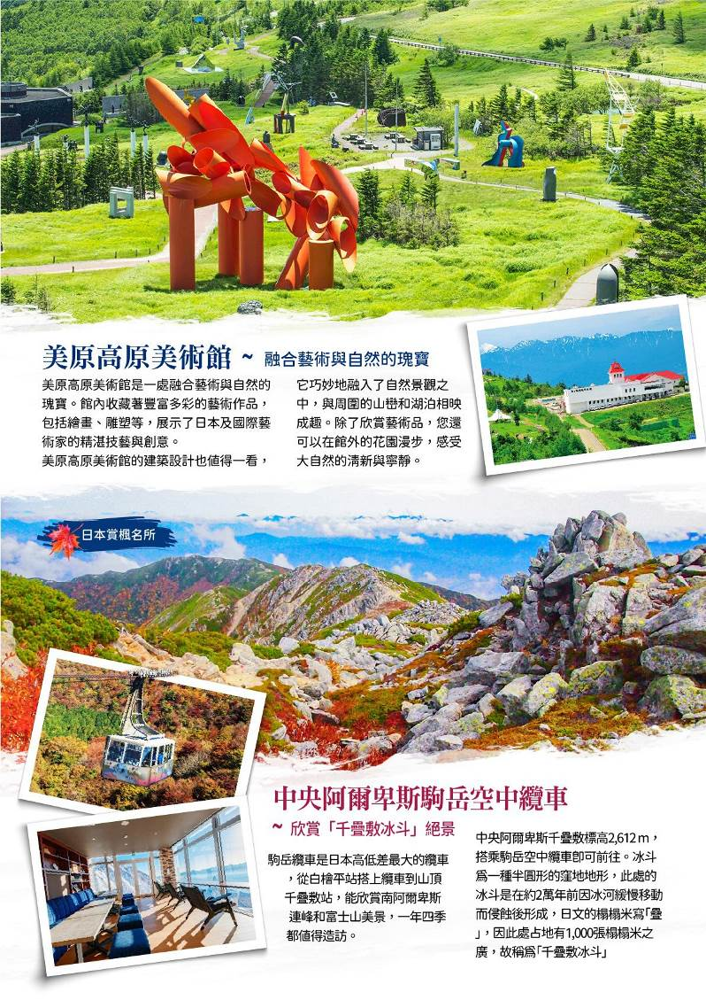 美原高原美術館 ~ 融合藝術與自然的瑰寶
美原高原美術館是一處融合藝術與自然的
瑰寶。館內收藏著豐富多彩的藝術作品，
包括繪畫、雕塑等，展示了日本及國際藝
術家的精湛技藝與創意。
美原高原美術館的建築設計也值得一看，
它巧妙地融入了自然景觀之
中，與周圍的山巒和湖泊相映
成趣。除了欣賞藝術品，您還
可以在館外的花園漫步，感受
大自然的清新與寧靜。
日本賞楓名所
中央阿爾卑斯駒岳空中纜車
~ 欣賞「千疊敷冰斗」絕景
駒岳纜車是日本高低差最大的纜車
，從白檜平站搭上纜車到山頂
千疊敷站，能欣賞南阿爾卑斯
連峰和富士山美景，一年四季
都値得造訪。
中央阿爾卑斯千疊敷標高2,612 m，
搭乘駒岳空中纜車卽可前往。冰斗
爲一種半圓形的窪地地形，此處的
冰斗是在約2萬年前因冰河緩慢移動
而侵蝕後形成，日文的榻榻米寫「疊
」，因此處占地有1,000張榻榻米之
廣，故稱爲「千疊敷冰斗」